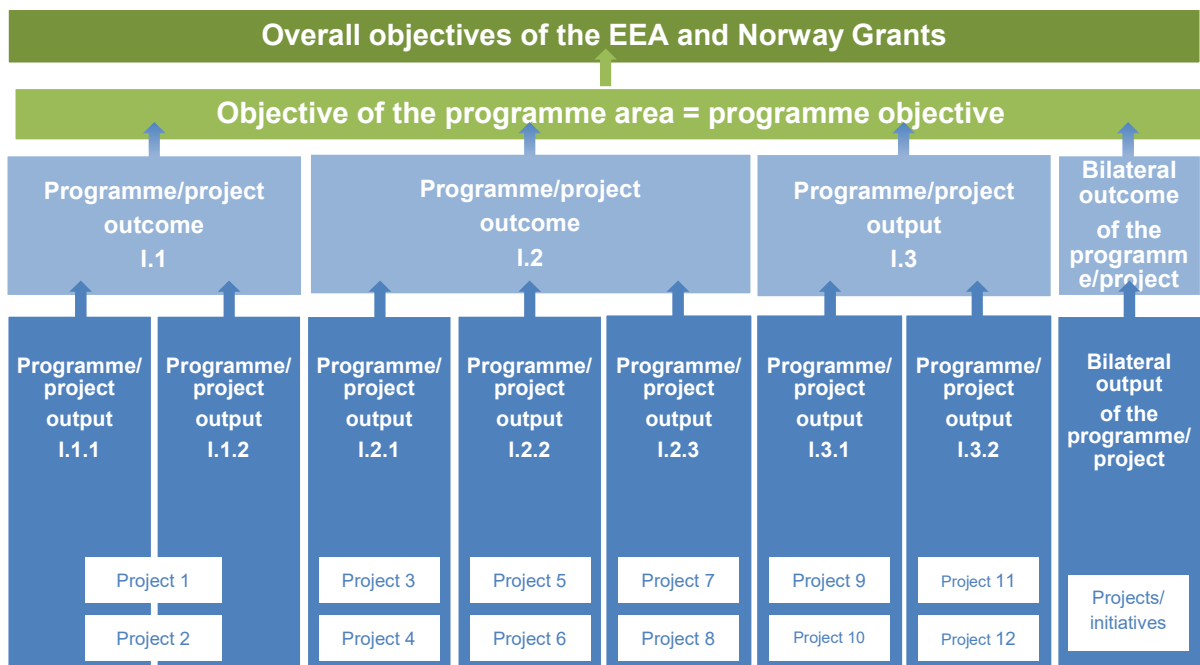 Overall objectives of the EEA and Norway Grants
Objective of the programme area = programme objective
Programme/project
outcome
I.1
Programme/project
outcome
I.2
Programme/project
output
I.3
Bilateral
outcome
of the
programm
e/project
Programme/
project
output
I.1.1
Programme/
project
output
I.1.2
Programme/
project
output
I.2.1
Programme/
project
output
I.2.2
Programme/
project
output
I.2.3
Programme/
project
output
I.3.1
Programme/
project
output
I.3.2
Bilateral
output
of the
programme/
project
Project 1
Project 3
Project 5
Project 7
Project 9
Project 11
Project 2
Project 4
Project 6
Project 8
Project 10
Project 12
Projects/
initiatives